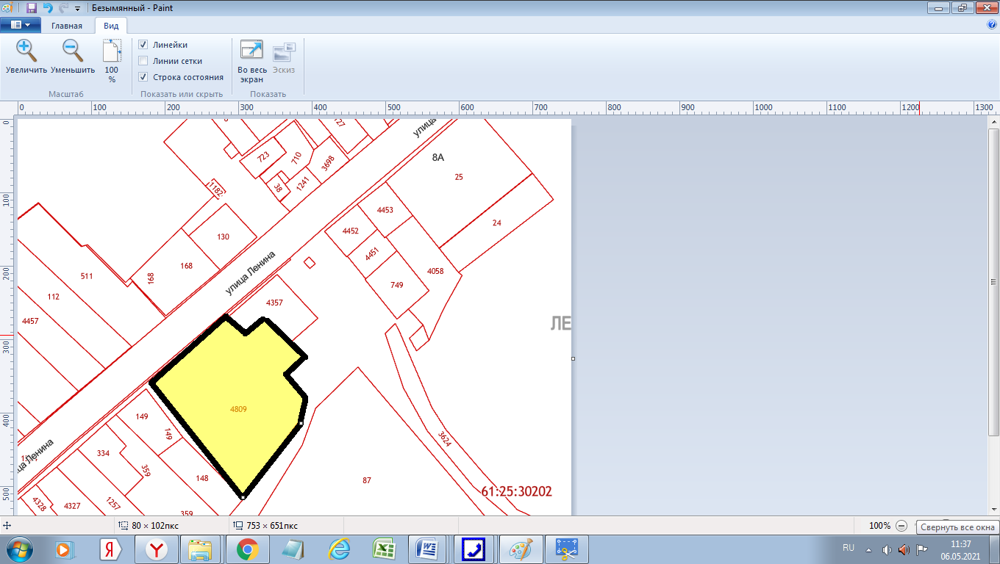 Безымянный - Paint
Главная
Вид
Увеличить
Уменьшить
100
%
Масштаб
Линейки
Линии сетки
Строка состояния
Показать или скрыть
Во весь
экран
Эскиз
Показать
0 100 200 300 400 500 600 700 800 900 1000 1100 1200 1300
0
100
200
300
400
500
улица
8А
25
24
723
710
3698
38
1241
1182
4453
4452
4451
749
4058
130
168
168
511
112
4457
улица Ленина
4357
ЛЕ
4809
149
149
148
334
359
359
1257
4327
4328
ца Ленина
87
3624
61:25:30202
80 × 102пкс
753 × 651пкс
100%
Свернуть все окна
RU
11:37
06.05.2021